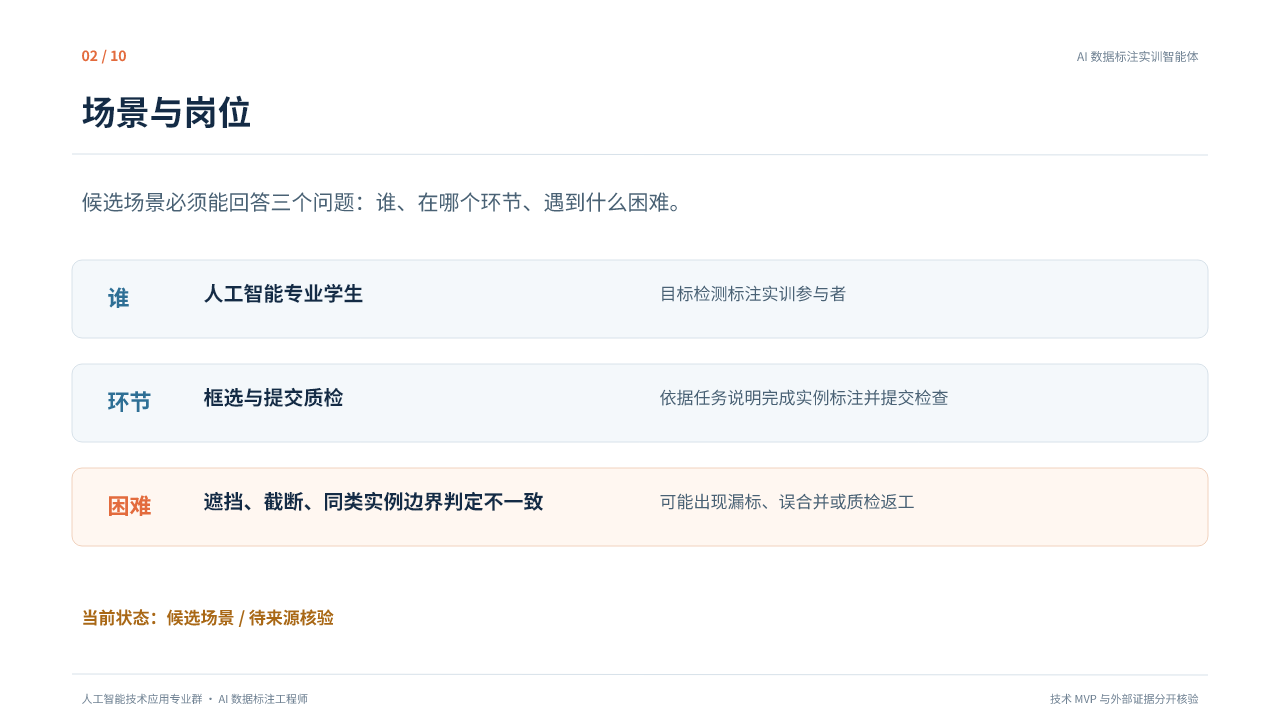 02 / 10
AI 数据标注实训智能体
场景与岗位
候选场景必须能回答三个问题：谁、在哪个环节、遇到什么困难。
谁
人工智能专业学生
目标检测标注实训参与者
环节
框选与提交质检
依据任务说明完成实例标注并提交检查
困难
遮挡、截断、同类实例边界判定不一致
可能出现漏标、误合并或质检返工
当前状态：候选场景 / 待来源核验
人工智能技术应用专业群 · AI 数据标注工程师
技术 MVP 与外部证据分开核验